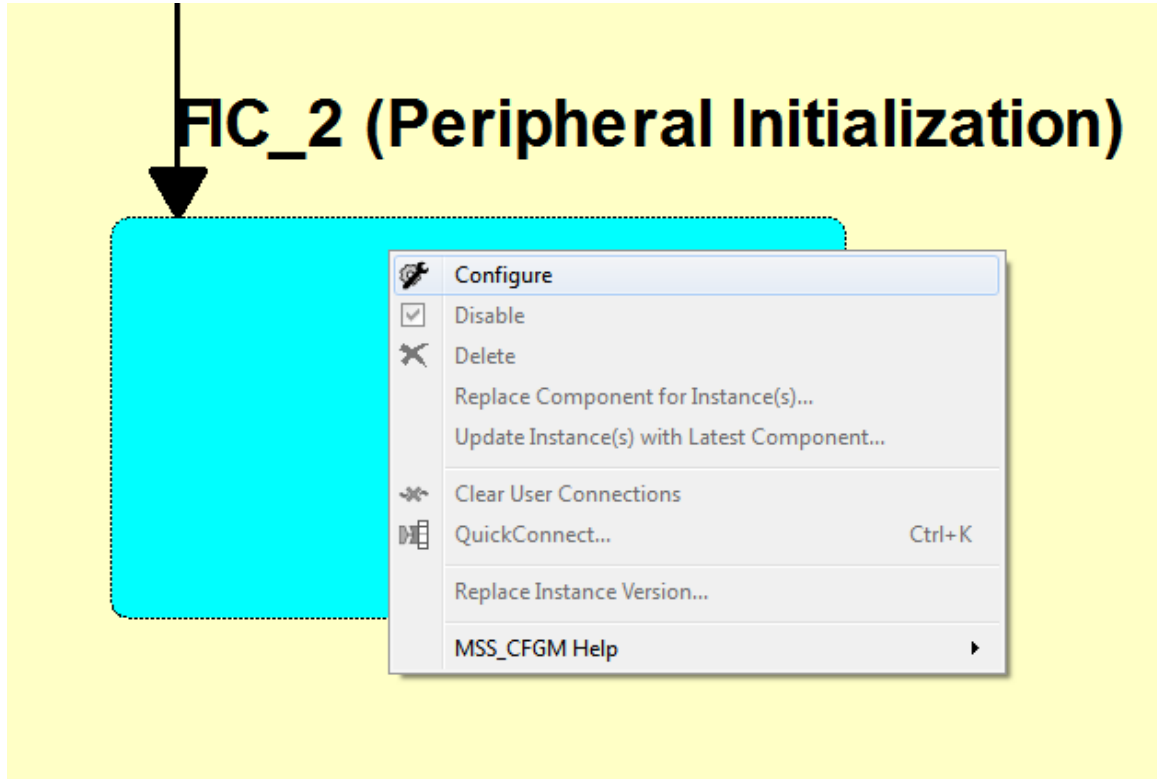 FIC_2 (Peripheral Initialization)
Configure
Disable
Delete
Replace Component for Instance(s)...
Update Instance(s) with Latest Component...
Clear User Connections
QuickConnect... Ctrl+K
Replace Instance Version...
MSS_CFGM Help